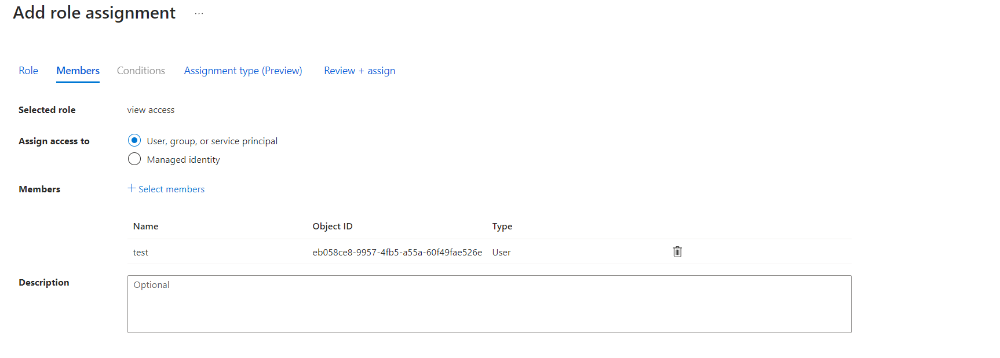 Add role assignment ...
Role Members Conditions Assignment type (Preview) Review + assign
Selected role view access
Assign access to User, group, or service principal
Managed identity
Members + Select members
Name Object ID Type
test eb058ce8-9957-4fb5-a55a-60f49fae526e User
Description Optional